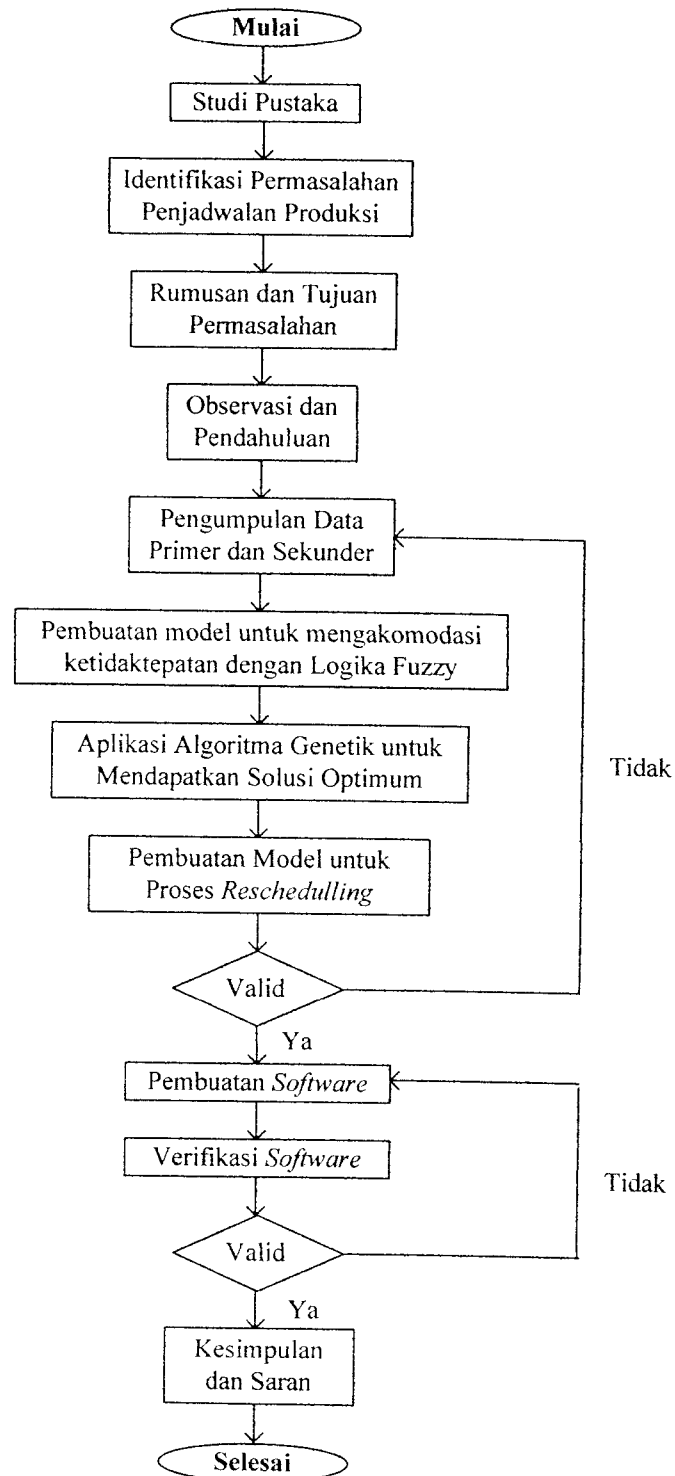 Mulai
Studi Pustaka
Identifikasi Permasalahan
Penjadwalan Produksi
Rumusan dan Tujuan
Permasalahan
Observasi dan
Pendahuluan
Pengumpulan Data
Primer dan Sekunder
Pembuatan model untuk mengakomodasi
ketidaktepatan dengan Logika Fuzzy
Aplikasi Algoritma Genetik untuk
Mendapatkan Solusi Optimum
Tidak
Pembuatan Model untuk
Proses Reschedulling
Valid
Ya
Pembuatan Software
Verifikasi Software
Tidak
Valid
Ya
Kesimpulan
dan Saran
Selesai